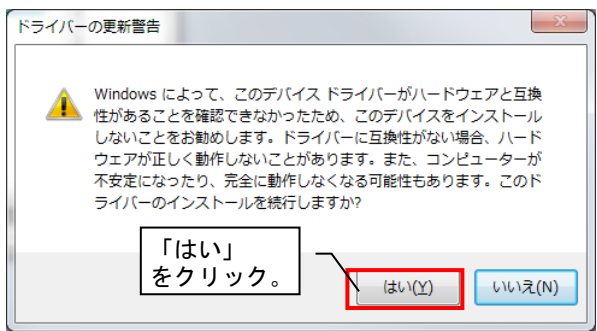 ドライバーの更新警告
Windows によって、このデバイス ドライバーがハードウェアと互換
性があることを確認できなかったため、このデバイスをインストール
しないことをお勧めします。ドライバーに互換性がない場合、ハード
ウェアが正しく動作しないことがあります。また、コンピューターが
不安定になったり、完全に動作しなくなる可能性もあります。このド
ライバーのインストールを続行しますか?
「はい」
をクリック。
はい(Y)
いいえ(N)